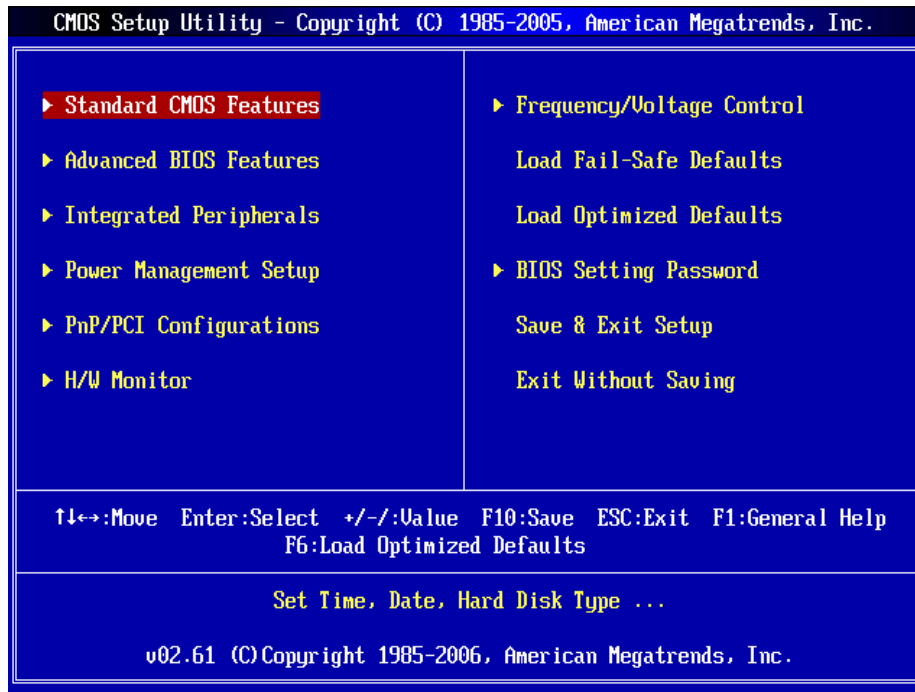 CMOS Setup Utility - Copyright (C) 1985-2005, American Megatrends, Inc.
▶ Standard CMOS Features
▶ Advanced BIOS Features
▶ Integrated Peripherals
▶ Power Management Setup
▶ PnP/PCI Configurations
▶ H/W Monitor
▶ Frequency/Voltage Control
Load Fail-Safe Defaults
Load Optimized Defaults
▶ BIOS Setting Password
Save & Exit Setup
Exit Without Saving
↑↓←→:Move Enter:Select +/-/:Value F10:Save ESC:Exit F1:General Help
F6:Load Optimized Defaults
Set Time, Date, Hard Disk Type ...
v02.61 (C)Copyright 1985-2006, American Megatrends, Inc.